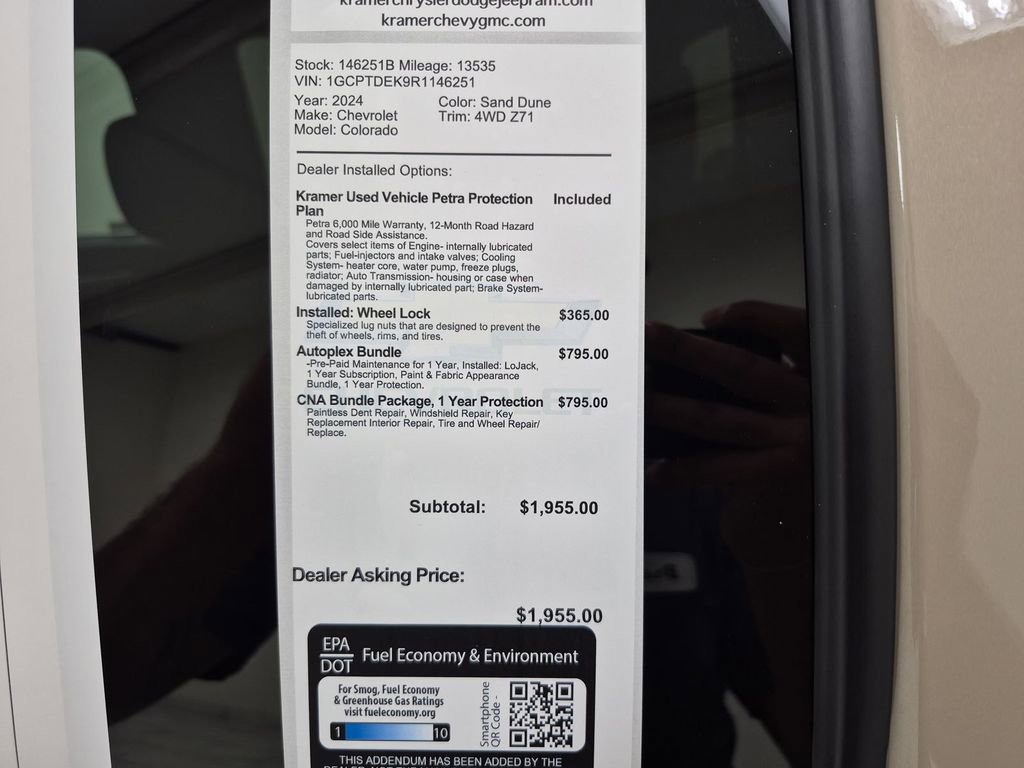 kramerchryslerdodgejeepram.com
kramerchevygmc.com
Stock: 146251B Mileage: 13535
VIN: 1GCPTDEK9R1146251
Year: 2024 Color: Sand Dune
Make: Chevrolet Trim: 4WD Z71
Model: Colorado
Dealer Installed Options:
Kramer Used Vehicle Petra Protection Included
Plan
Petra 6,000 Mile Warranty, 12-Month Road Hazard
and Road Side Assistance.
Covers select items of Engine- internally lubricated
parts; Fuel-injectors and intake valves; Cooling
System- heater core, water pump, freeze plugs,
radiator; Auto Transmission- housing or case when
damaged by internally lubricated part; Brake System-
lubricated parts.
Installed: Wheel Lock $365.00
Specialized lug nuts that are designed to prevent the
theft of wheels, rims, and tires.
Autoplex Bundle $795.00
-Pre-Paid Maintenance for 1 Year, Installed: LoJack,
1 Year Subscription, Paint & Fabric Appearance
Bundle, 1 Year Protection.
CNA Bundle Package, 1 Year Protection $795.00
Paintless Dent Repair, Windshield Repair, Key
Replacement Interior Repair, Tire and Wheel Repair/
Replace.
Subtotal: $1,955.00
Dealer Asking Price:
$1,955.00
EPA
DOT Fuel Economy & Environment
For Smog, Fuel Economy
& Greenhouse Gas Ratings
visit fueleconomy.org
1 10
Smartphone
QR Code -
THIS ADDENDUM HAS BEEN ADDED BY THE